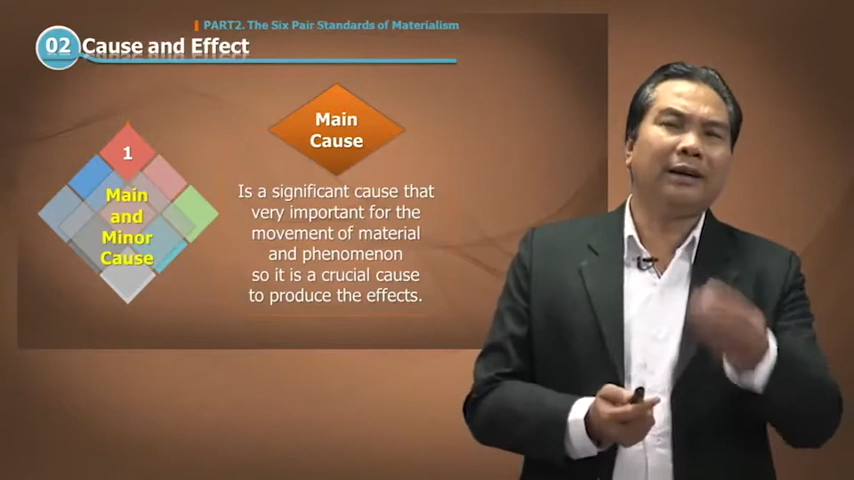 PART2. The Six Pair Standards of Materialism
02 Cause and Effect
1
Main
and
Minor
Cause
Main
Cause
Is a significant cause that
very important for the
movement of material
and phenomenon
so it is a crucial cause
to produce the effects.